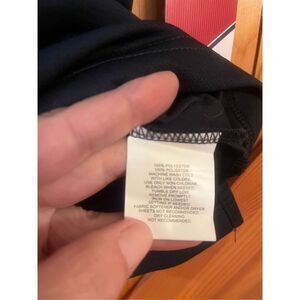 100% POLYESTER
100% POLYESTER
MACHINE WASH COLD
WITH LIKE COLORS.
USE ONLY NON-CHLORINE
BLEACH WHEN NEEDED.
TUMBLE DRY LOW.
REMOVE PROMPTLY.
IRON ON LOWEST
SETTING IF NEEDED
FABRIC SOFTENER AND/OR DRYER
SHEETS NOT RECOMMENDED.
DRY CLEANING
NOT RECOMMENDED.